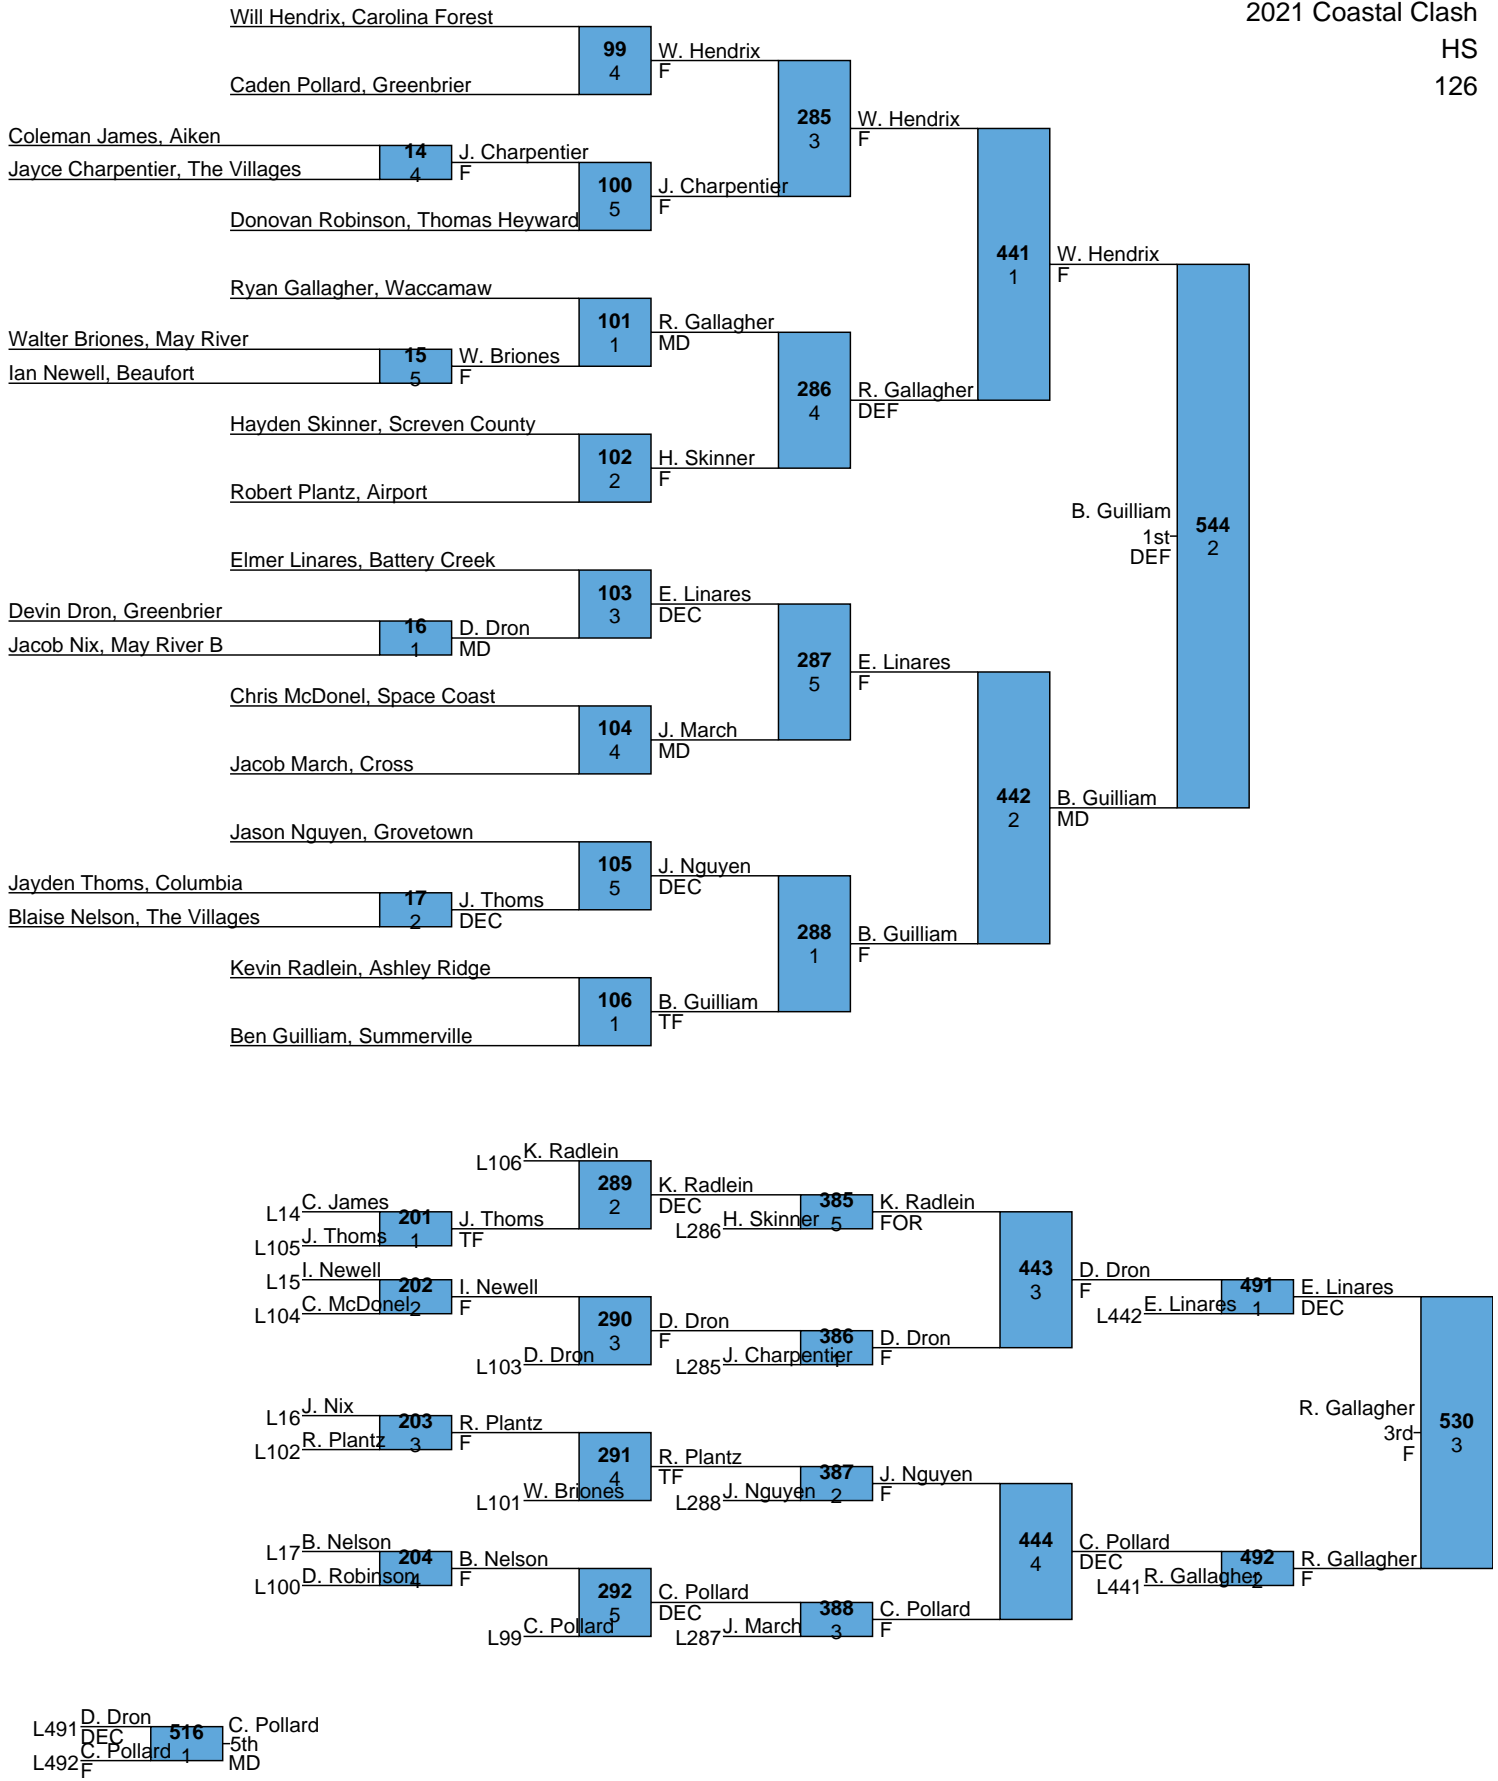 2021 Coastal Clash
HS
126
Will Hendrix, Carolina Forest
99
4
W. Hendrix
F
Caden Pollard, Greenbrier
285
3
W. Hendrix
F
Coleman James, Aiken
14
4
J. Charpentier
F
Jayce Charpentier, The Villages
100
5
J. Charpentier
F
Donovan Robinson, Thomas Heyward
441
1
W. Hendrix
F
Ryan Gallagher, Waccamaw
101
1
R. Gallagher
MD
Walter Briones, May River
15
5
W. Briones
F
Ian Newell, Beaufort
286
4
R. Gallagher
DEF
Hayden Skinner, Screven County
102
2
H. Skinner
F
Robert Plantz, Airport
B. Guilliam
1st
DEF
544
2
Elmer Linares, Battery Creek
103
3
E. Linares
DEC
Devin Dron, Greenbrier
16
1
D. Dron
MD
Jacob Nix, May River B
287
5
E. Linares
F
Chris McDonel, Space Coast
104
4
J. March
MD
Jacob March, Cross
442
2
B. Guilliam
MD
Jason Nguyen, Grovetown
105
5
J. Nguyen
DEC
Jayden Thoms, Columbia
17
2
J. Thoms
DEC
Blaise Nelson, The Villages
288
1
B. Guilliam
F
Kevin Radlein, Ashley Ridge
106
1
B. Guilliam
TF
Ben Guilliam, Summerville
L106
K. Radlein
289
2
K. Radlein
DEC
385
5
K. Radlein
FOR
L14
C. James
201
1
J. Thoms
TF
L286
H. Skinner
L105
J. Thoms
L15
I. Newell
202
2
I. Newell
F
443
3
D. Dron
F
491
1
E. Linares
DEC
L104
C. McDonel
L442
E. Linares
290
3
D. Dron
F
386
1
D. Dron
F
L103
D. Dron
L285
J. Charpentier
L16
J. Nix
203
3
R. Plantz
F
R. Gallagher
3rd
F
530
3
L102
R. Plantz
291
4
R. Plantz
TF
387
2
J. Nguyen
F
L101
W. Briones
L288
J. Nguyen
L17
B. Nelson
204
4
B. Nelson
F
444
4
C. Pollard
DEC
492
2
R. Gallagher
F
L100
D. Robinson
L441
R. Gallagher
292
5
C. Pollard
DEC
388
3
C. Pollard
F
L99
C. Pollard
L287
J. March
L491
D. Dron
DEC
516
1
C. Pollard
5th
MD
L492
C. Pollard
F